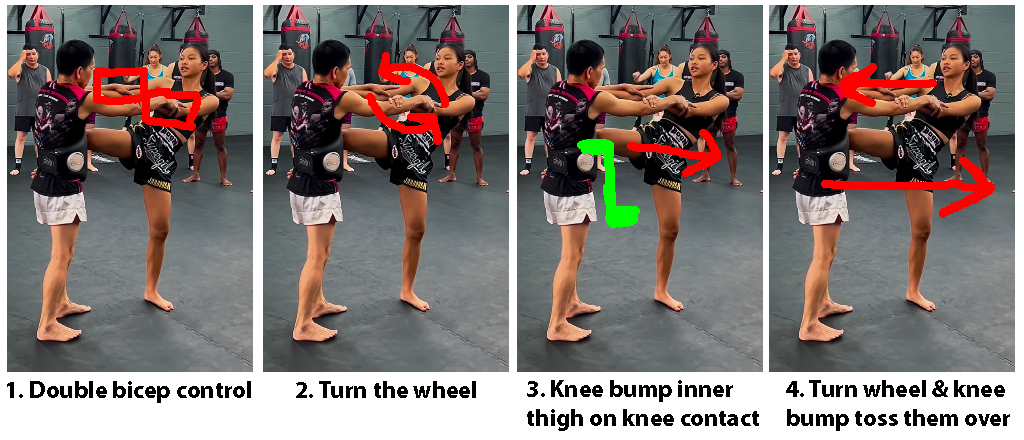 1. Double bicep control
2. Turn the wheel
3. Knee bump inner
thigh on knee contact
4. Turn wheel & knee
bump toss them over